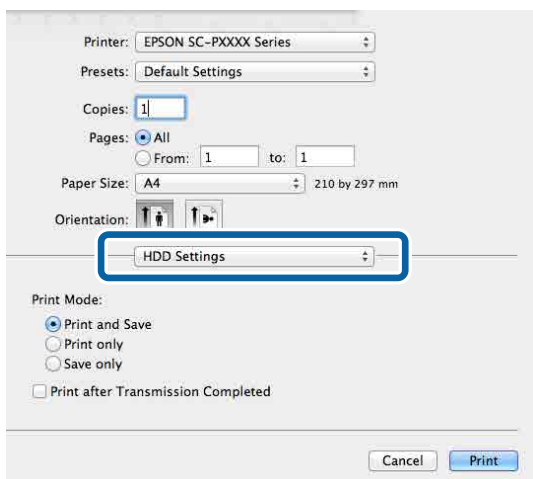 Printer: EPSON SC-PXXXX Series
Presets: Default Settings
Copies: 1
Pages: All
From: 1 to: 1
Paper Size: A4 210 by 297 mm
Orientation:
HDD Settings
Print Mode:
Print and Save
Print only
Save only
Print after Transmission Completed
Cancel Print